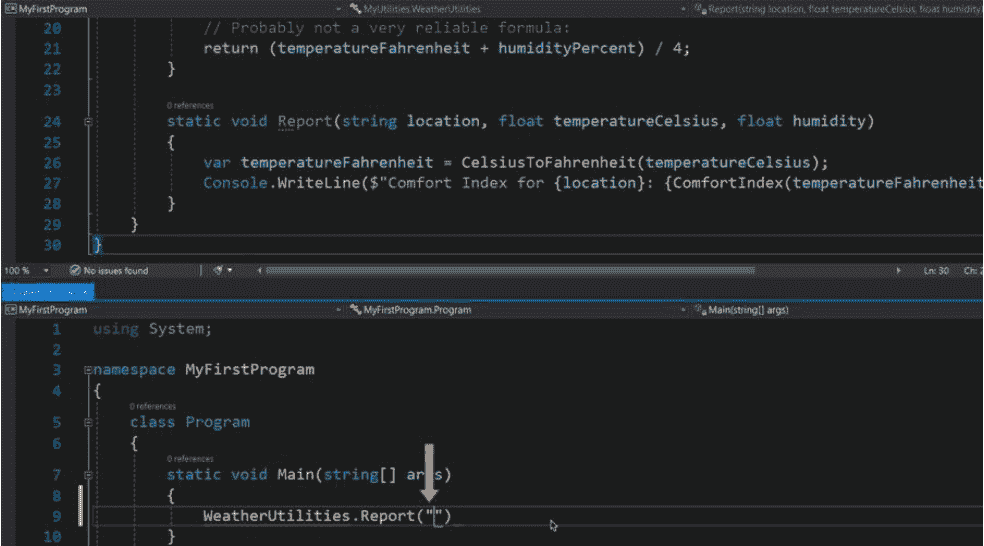 MyFirstProgram MyUtilities.WeatherUtilities Report(string location, float temperatureCelsius, float humidity)
20 // Probably not a very reliable formula:
21 return (temperatureFahrenheit + humidityPercent) / 4;
22 }
23
0 references
24 static void Report(string location, float temperatureCelsius, float humidity)
25 {
26 var temperatureFahrenheit = CelsiusToFahrenheit(temperatureCelsius);
27 Console.WriteLine($"Comfort Index for {location}: {ComfortIndex(temperatureFahrenheit
28 }
29 }
30 }
100 % No issues found Ln: 30 Ch: 2
MyFirstProgram MyFirstProgram.Program Main(string[] args)
1 using System;
2
3 namespace MyFirstProgram
4 {
0 references
5 class Program
6 {
0 references
7 static void Main(string[] args)
8 {
9 WeatherUtilities.Report("")
10 }